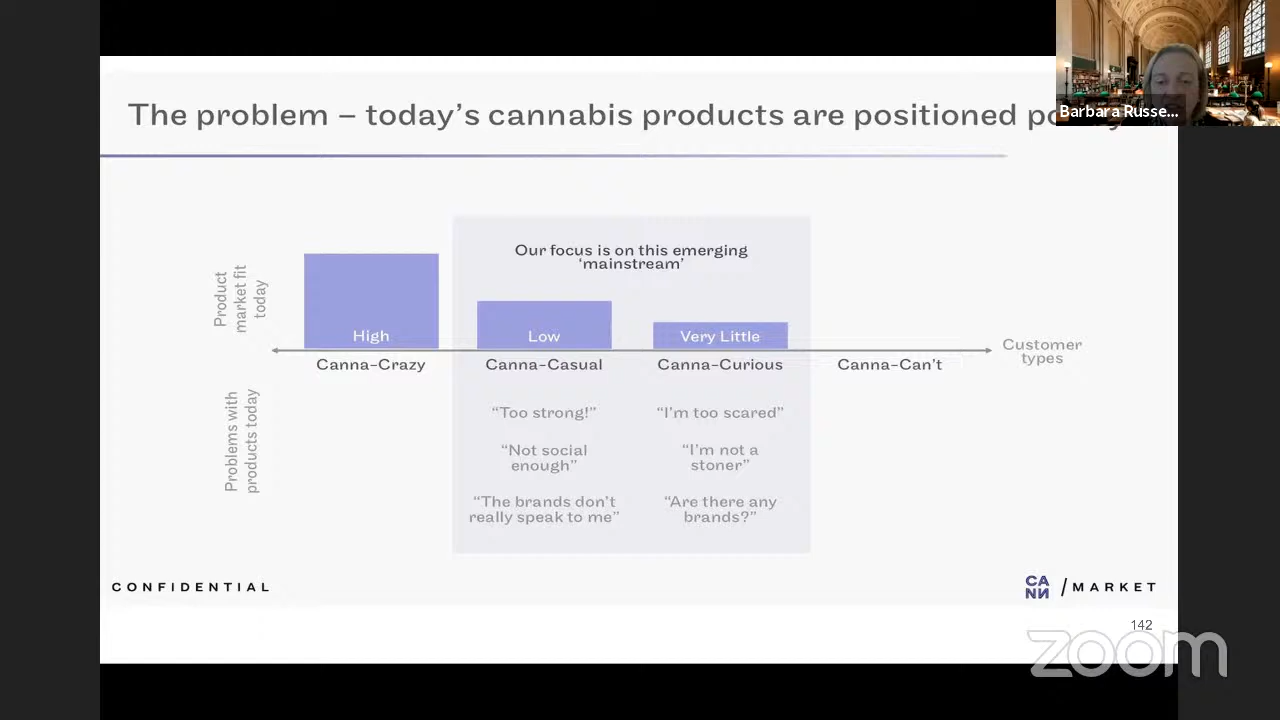 The problem – today's cannabis products are positioned
Barbara Russe...
Our focus is on this emerging
'mainstream'
Product
market fit
today
High
Low
Very Little
Canna-Crazy
Canna-Casual
Canna-Curious
Canna-Can't
Customer
types
Problems with
products today
"Too strong!"
"I'm too scared"
"Not social
enough"
"I'm not a
stoner"
"The brands don't
really speak to me"
"Are there any
brands?"
CONFIDENTIAL
CA
NN
/MARKET
142
zoom